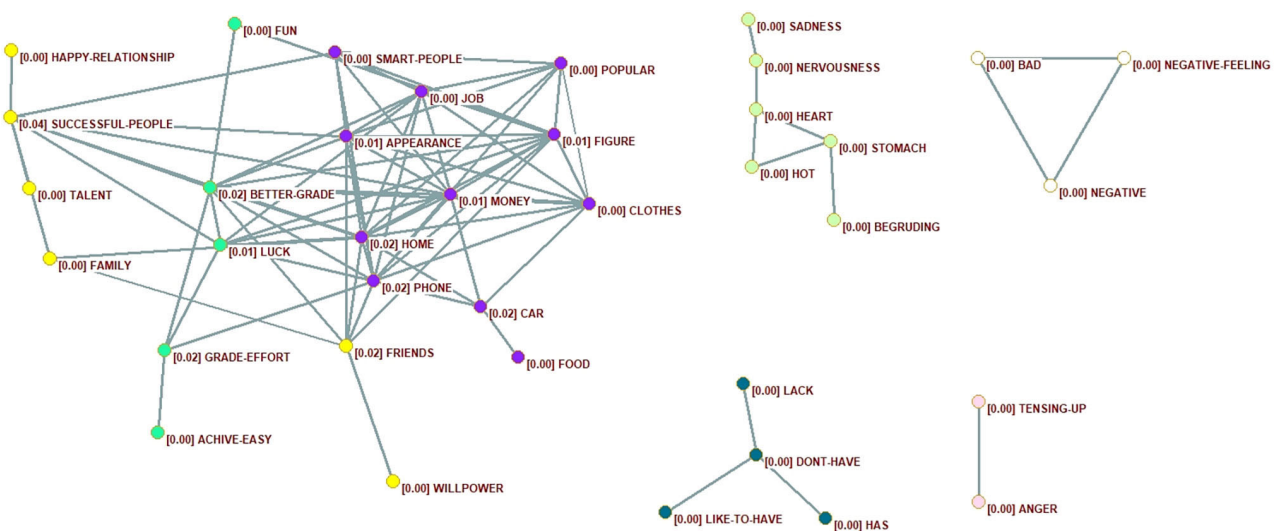 [0.00] FUN
[0.00] HAPPY-RELATIONSHIP
[0.00] SMART-PEOPLE
[0.00] POPULAR
[0.00] JOB
[0.04] SUCCESSFUL-PEOPLE
[0.01] APPEARANCE
[0.01] FIGURE
[0.00] TALENT
[0.02] BETTER-GRADE
[0.01] MONEY
[0.00] CLOTHES
[0.02] HOME
[0.01] LUCK
[0.00] FAMILY
[0.02] PHONE
[0.02] CAR
[0.02] GRADE-EFFORT
[0.02] FRIENDS
[0.00] FOOD
[0.00] ACHIVE-EASY
[0.00] WILLPOWER
[0.00] SADNESS
[0.00] NERVOUSNESS
[0.00] HEART
[0.00] STOMACH
[0.00] HOT
[0.00] BEGRUDING
[0.00] BAD
[0.00] NEGATIVE-FEELING
[0.00] NEGATIVE
[0.00] LACK
[0.00] DONT-HAVE
[0.00] LIKE-TO-HAVE
[0.00] HAS
[0.00] TENSING-UP
[0.00] ANGER